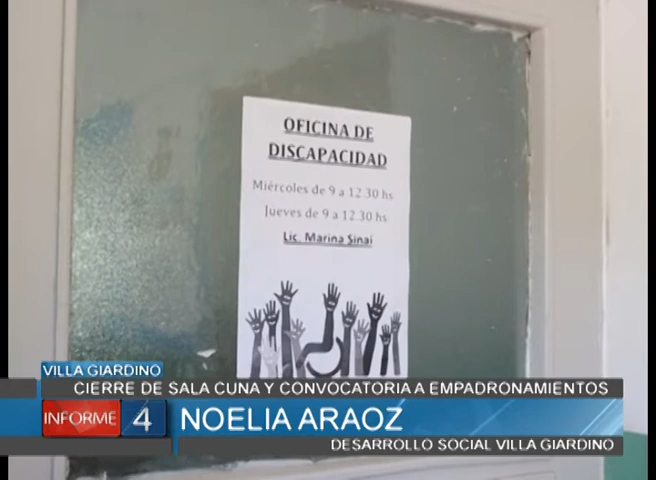 OFICINA DE
DISCAPACIDAD
Miércoles de 9 a 12.30 hs
Jueves de 9 a 12.30 hs
Lic. Marina Sinai
VILLA GIARDINO
CIERRE DE SALA CUNA Y CONVOCATORIA A EMPADRONAMIENTOS
INFORME 4 NOELIA ARAOZ
DESARROLLO SOCIAL VILLA GIARDINO